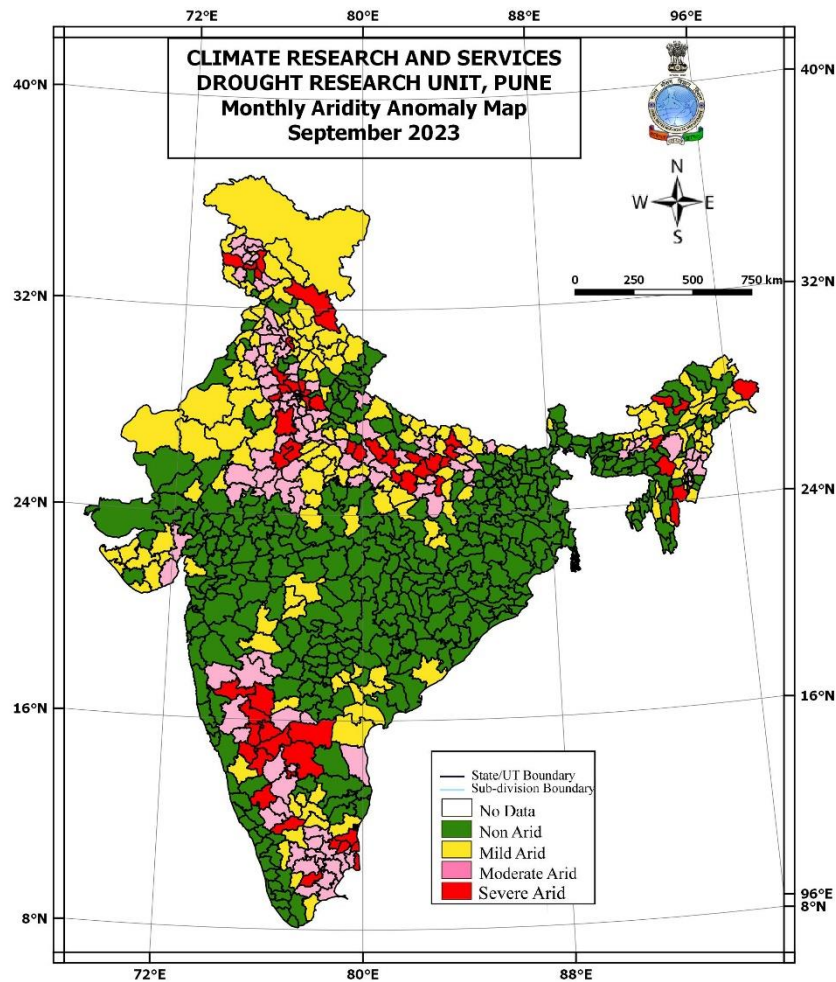 72°E 80°E 88°E 96°E
CLIMATE RESEARCH AND SERVICES
DROUGHT RESEARCH UNIT, PUNE
Monthly Aridity Anomaly Map
September 2023
40°N 40°N
N
W E
S
0 250 500 750 km
32°N 32°N
24°N 24°N
16°N 16°N
State/UT Boundary
Sub-division Boundary
No Data
Non Arid
Mild Arid
Moderate Arid
Severe Arid
96°E
8°N 8°N
72°E 80°E 88°E